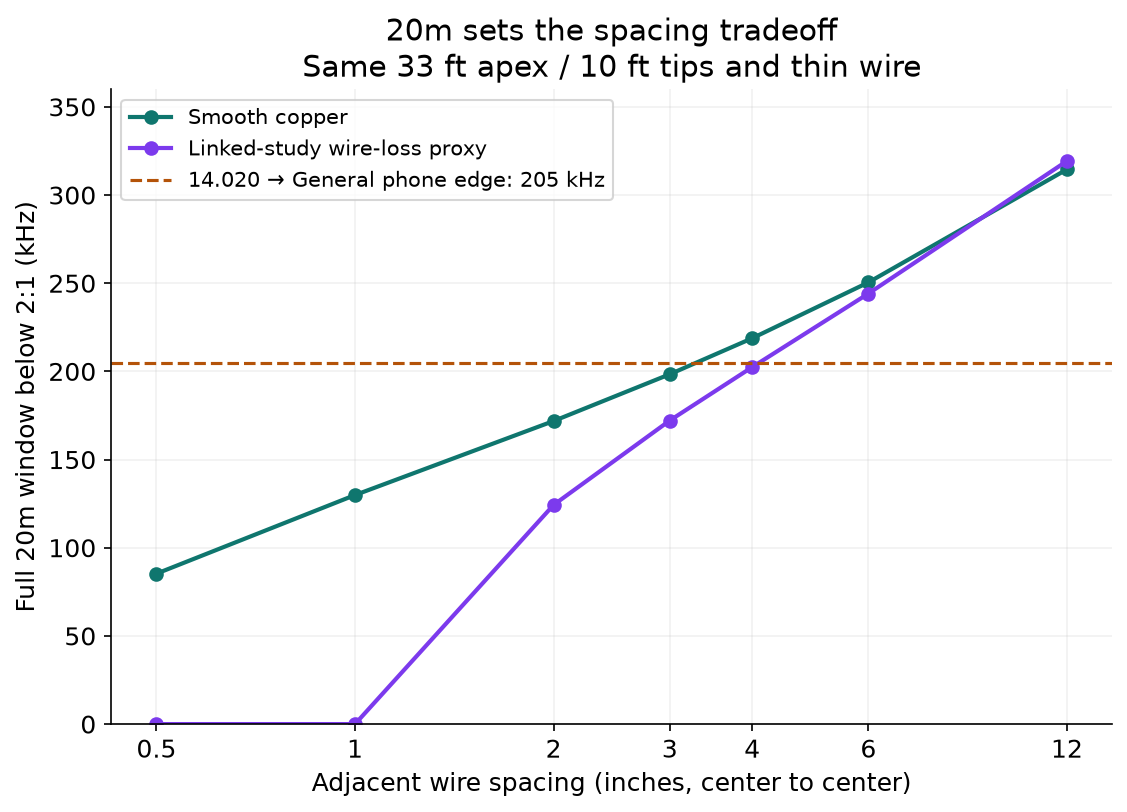 20m sets the spacing tradeoff
Same 33 ft apex / 10 ft tips and thin wire
Smooth copper
Linked-study wire-loss proxy
14.020 → General phone edge: 205 kHz
Full 20m window below 2:1 (kHz)
350
300
250
200
150
100
50
0
0.5 1 2 3 4 6 12
Adjacent wire spacing (inches, center to center)